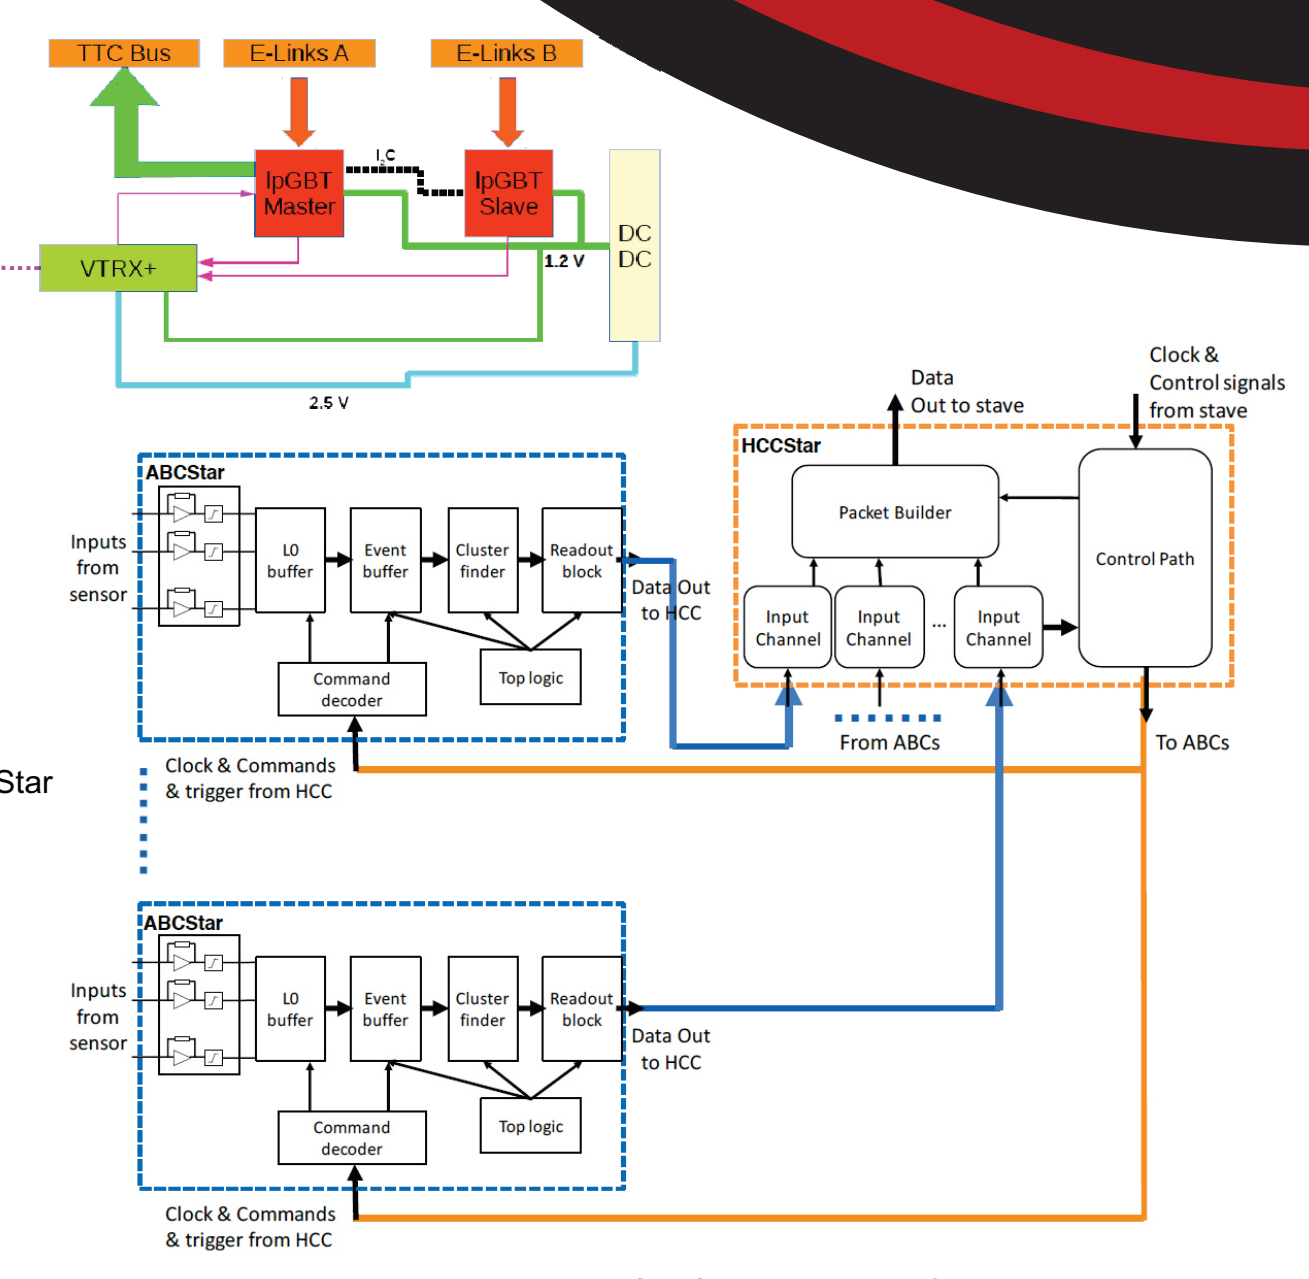 TTC Bus
E-Links A
E-Links B
I2C
lpGBT
Master
lpGBT
Slave
DC
DC
VTRX+
1.2 V
2.5 V
Clock &
Control signals
from stave
Data
Out to stave
HCCStar
Packet Builder
Control Path
Input
Channel
Input
Channel
...
Input
Channel
From ABCs
To ABCs
ABCStar
Inputs
from
sensor
L0
buffer
Event
buffer
Cluster
finder
Readout
block
Data Out
to HCC
Command
decoder
Top logic
Clock & Commands
& trigger from HCC
Star
ABCStar
Inputs
from
sensor
L0
buffer
Event
buffer
Cluster
finder
Readout
block
Data Out
to HCC
Command
decoder
Top logic
Clock & Commands
& trigger from HCC